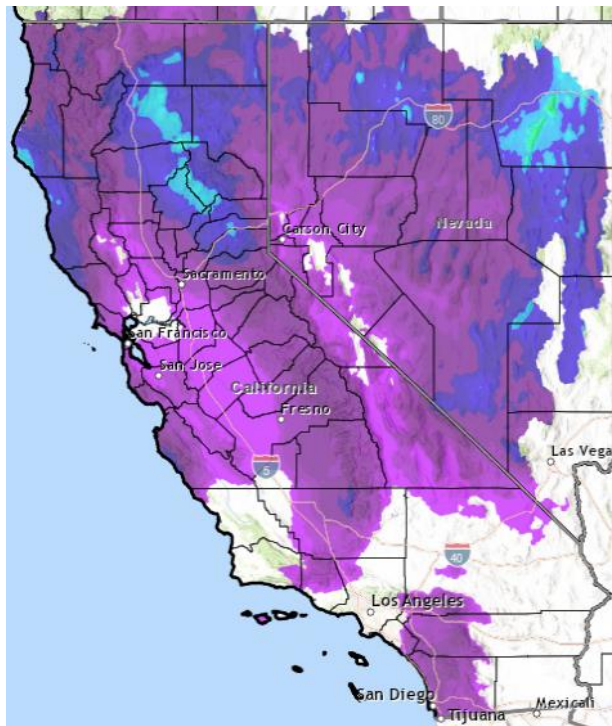 80
Nevada
Carson City
Sacramento
San Francisco
San Jose
California
Fresno
5
Las Vega
40
Los Angeles
San Diego
Tijuana
Mexicali